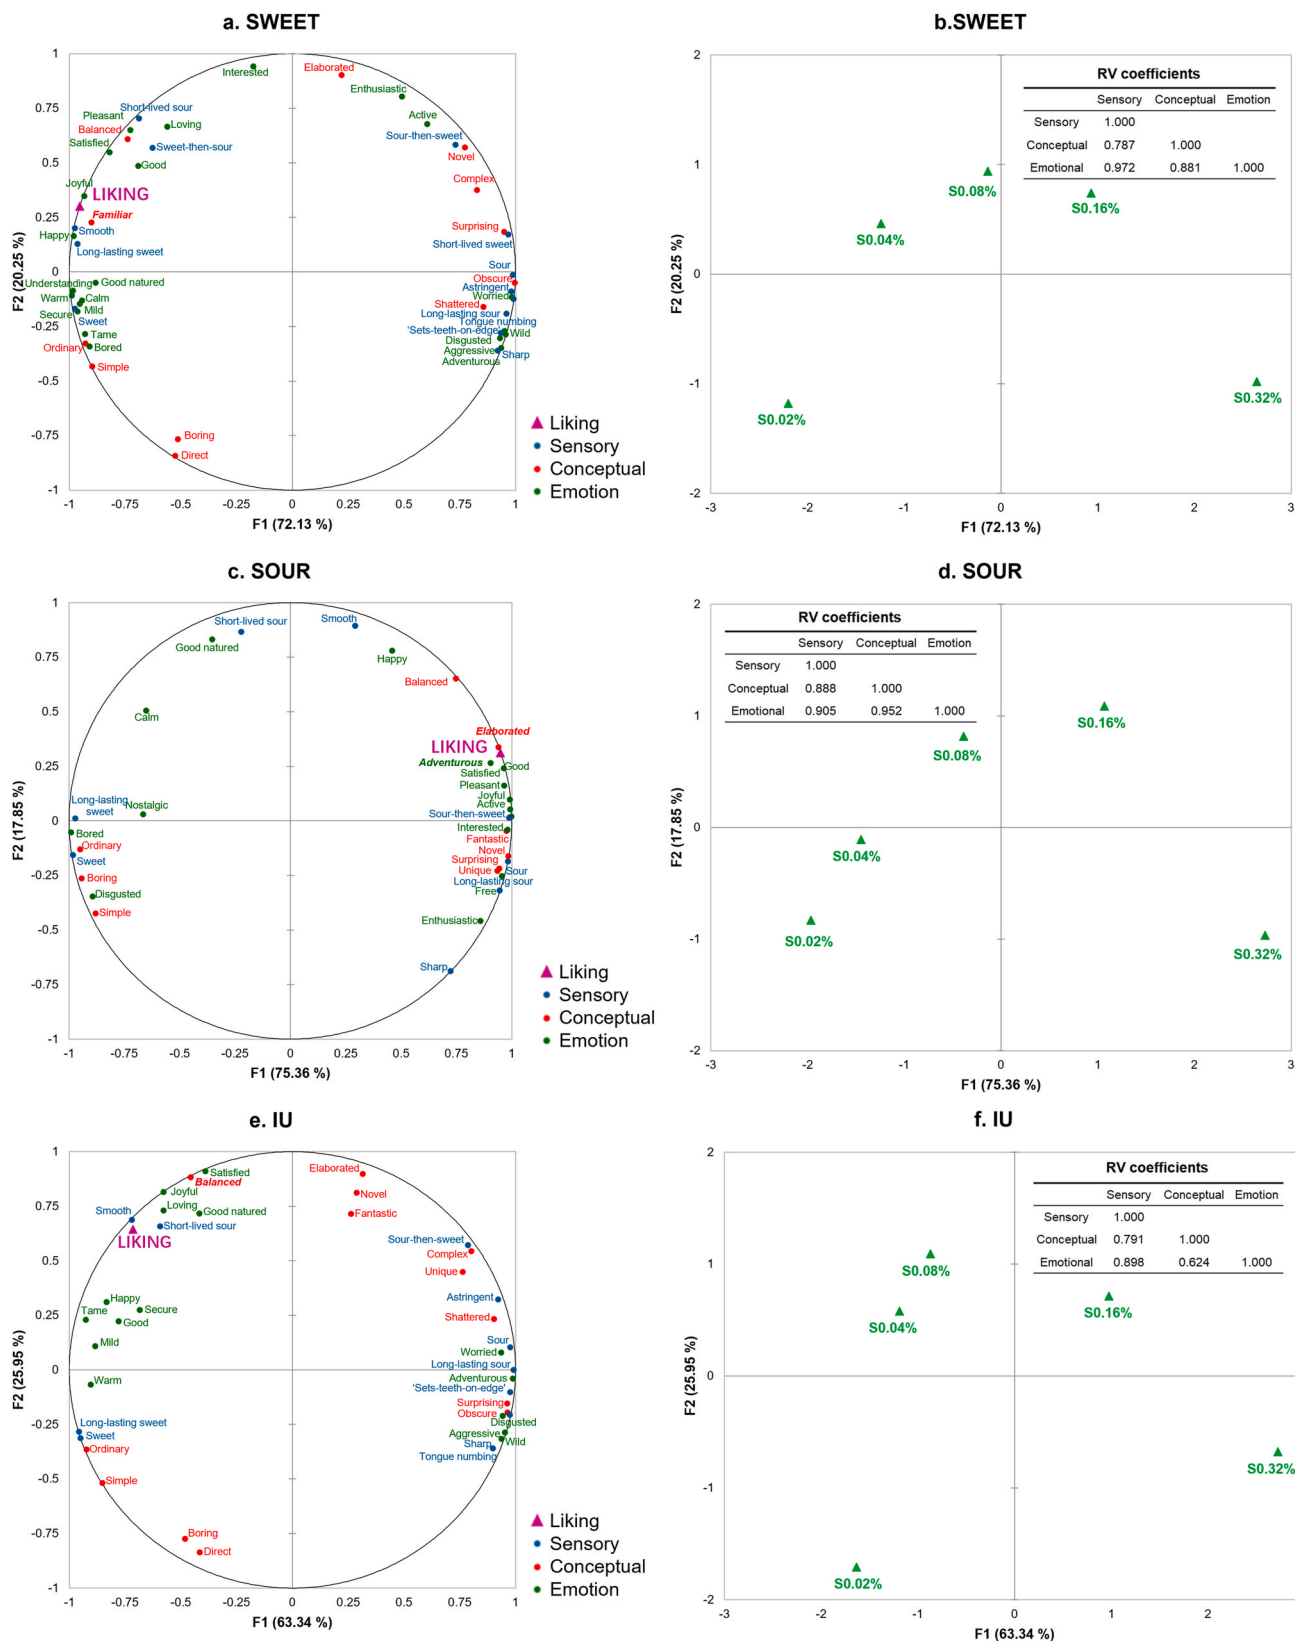 a. SWEET
1
Elaborated
Interested
Enthusiastic
0.75
Short-lived sour
Pleasant
Loving
Active
Balanced
Sour-then-sweet
Satisfied
Sweet-then-sour
Novel
0.5
Good
Joyful
Complex
LIKING
0.25
Familiar
Surprising
Smooth
Happy
Short-lived sweet
Long-lasting sweet
Sour
0
Understanding
Good natured
Obscure
Astringent
Warm
Calm
Worried
Shattered
Secure
Mild
Long-lasting sour
Sweet
Tongue numbing
-0.25
Tame
'Sets-teeth-on-edge'
Wild
Disgusted
Ordinary
Bored
Aggressive
Sharp
Adventurous
Simple
-0.5
-0.75
Boring
Direct
-1
-1 -0.75 -0.5 -0.25 0 0.25 0.5 0.75 1
F1 (72.13 %)
F2 (20.25 %)
Liking
Sensory
Conceptual
Emotion
b.SWEET
2
RV coefficients
Sensory Conceptual Emotion
Sensory 1.000
Conceptual 0.787 1.000
Emotional 0.972 0.881 1.000
1
S0.08%
S0.16%
S0.04%
0
-1
S0.32%
S0.02%
-2
-3 -2 -1 0 1 2 3
F1 (72.13 %)
F2 (20.25 %)
c. SOUR
1
Short-lived sour
Smooth
Good natured
0.75
Happy
Balanced
0.5
Calm
Elaborated
LIKING
Adventurous
Good
0.25
Satisfied
Pleasant
Long-lasting
sweet
Nostalgic
Joyful
Active
Sour-then-sweet
0
Bored
Interested
Ordinary
Fantastic
Sweet
Novel
Surprising
-0.25
Boring
Unique
Sour
Long-lasting sour
Disgusted
Free
Simple
Enthusiastic
-0.5
Sharp
-0.75
-1
-1 -0.75 -0.5 -0.25 0 0.25 0.5 0.75 1
F1 (75.36 %)
F2 (17.85 %)
Liking
Sensory
Conceptual
Emotion
d. SOUR
2
RV coefficients
Sensory Conceptual Emotion
Sensory 1.000
Conceptual 0.888 1.000
Emotional 0.905 0.952 1.000
1
S0.16%
S0.08%
0
S0.04%
-1
S0.02%
S0.32%
-2
-3 -2 -1 0 1 2 3
F1 (75.36 %)
F2 (17.85 %)
e. IU
1
Satisfied
Elaborated
Balanced
Joyful
Novel
0.75
Loving
Smooth
Good natured
Fantastic
Short-lived sour
LIKING
Sour-then-sweet
Complex
0.5
Unique
Happy
Astringent
0.25
Tame
Secure
Good
Shattered
Mild
Sour
Worried
0
Long-lasting sour
Warm
Adventurous
'Sets-teeth-on-edge'
Surprising
Obscure
-0.25
Long-lasting sweet
Disgusted
Sweet
Aggressive
Wild
Ordinary
Sharp
Tongue numbing
-0.5
Simple
-0.75
Boring
Direct
-1
-1 -0.75 -0.5 -0.25 0 0.25 0.5 0.75 1
F1 (63.34 %)
F2 (25.95 %)
Liking
Sensory
Conceptual
Emotion
f. IU
2
RV coefficients
Sensory Conceptual Emotion
Sensory 1.000
Conceptual 0.791 1.000
Emotional 0.898 0.624 1.000
1
S0.08%
S0.16%
S0.04%
0
-1
S0.32%
S0.02%
-2
-3 -2 -1 0 1 2
F1 (63.34 %)
F2 (25.95 %)